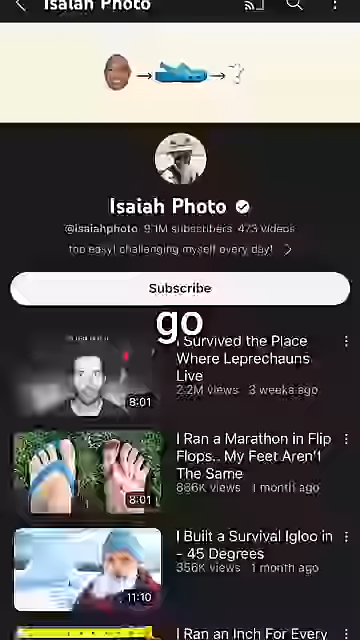 Isaiah Photo
Isaiah Photo
@isaiahphoto 9.1M subscribers 473 videos
too easy! challenging myself every day!
Subscribe
go
I Survived the Place
Where Leprechauns
Live
2.2M views 3 weeks ago
8:01
I Ran a Marathon in Flip
Flops.. My Feet Aren't
The Same
866K views 1 month ago
8:01
I Built a Survival Igloo in
- 45 Degrees
356K views 1 month ago
11:10
I Ran an Inch For Every